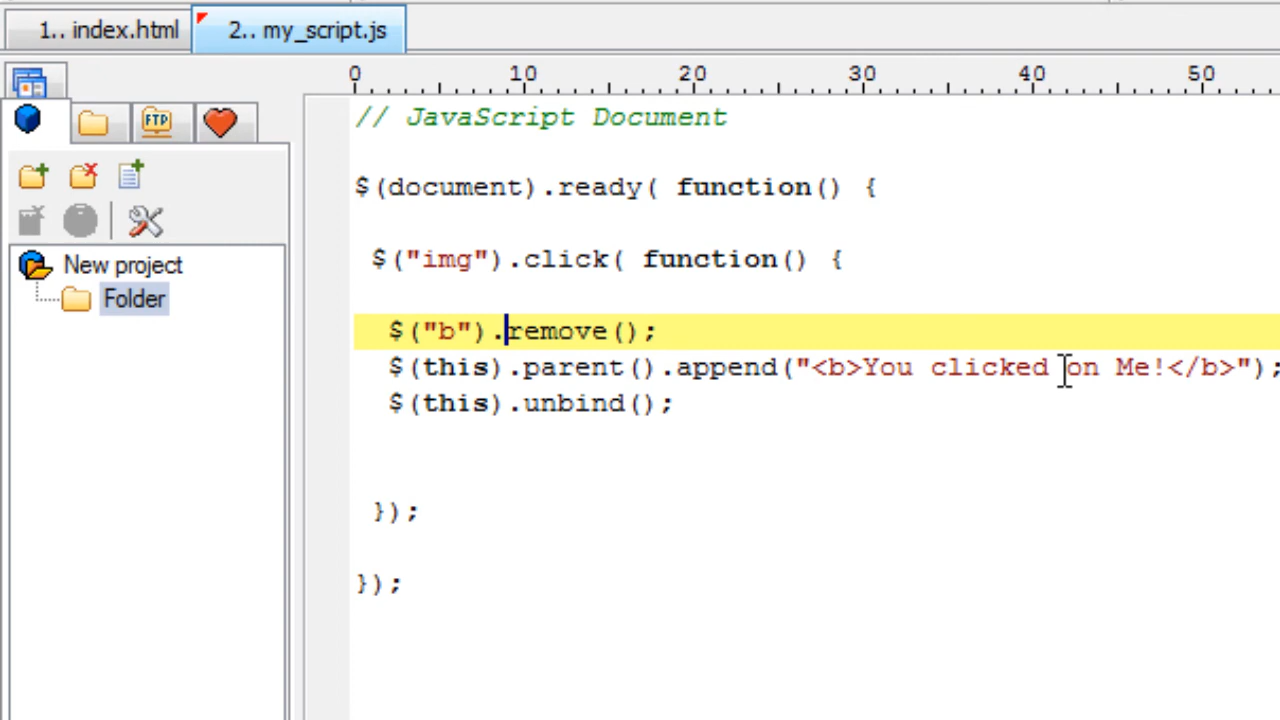 1.. index.html
2.. my_script.js
0 10 20 30 40 50
FTP
New project
Folder
// JavaScript Document
$(document).ready( function() {
$("img").click( function() {
$("b").remove();
$(this).parent().append("<b>You clicked on Me!</b>");
$(this).unbind();
});
});